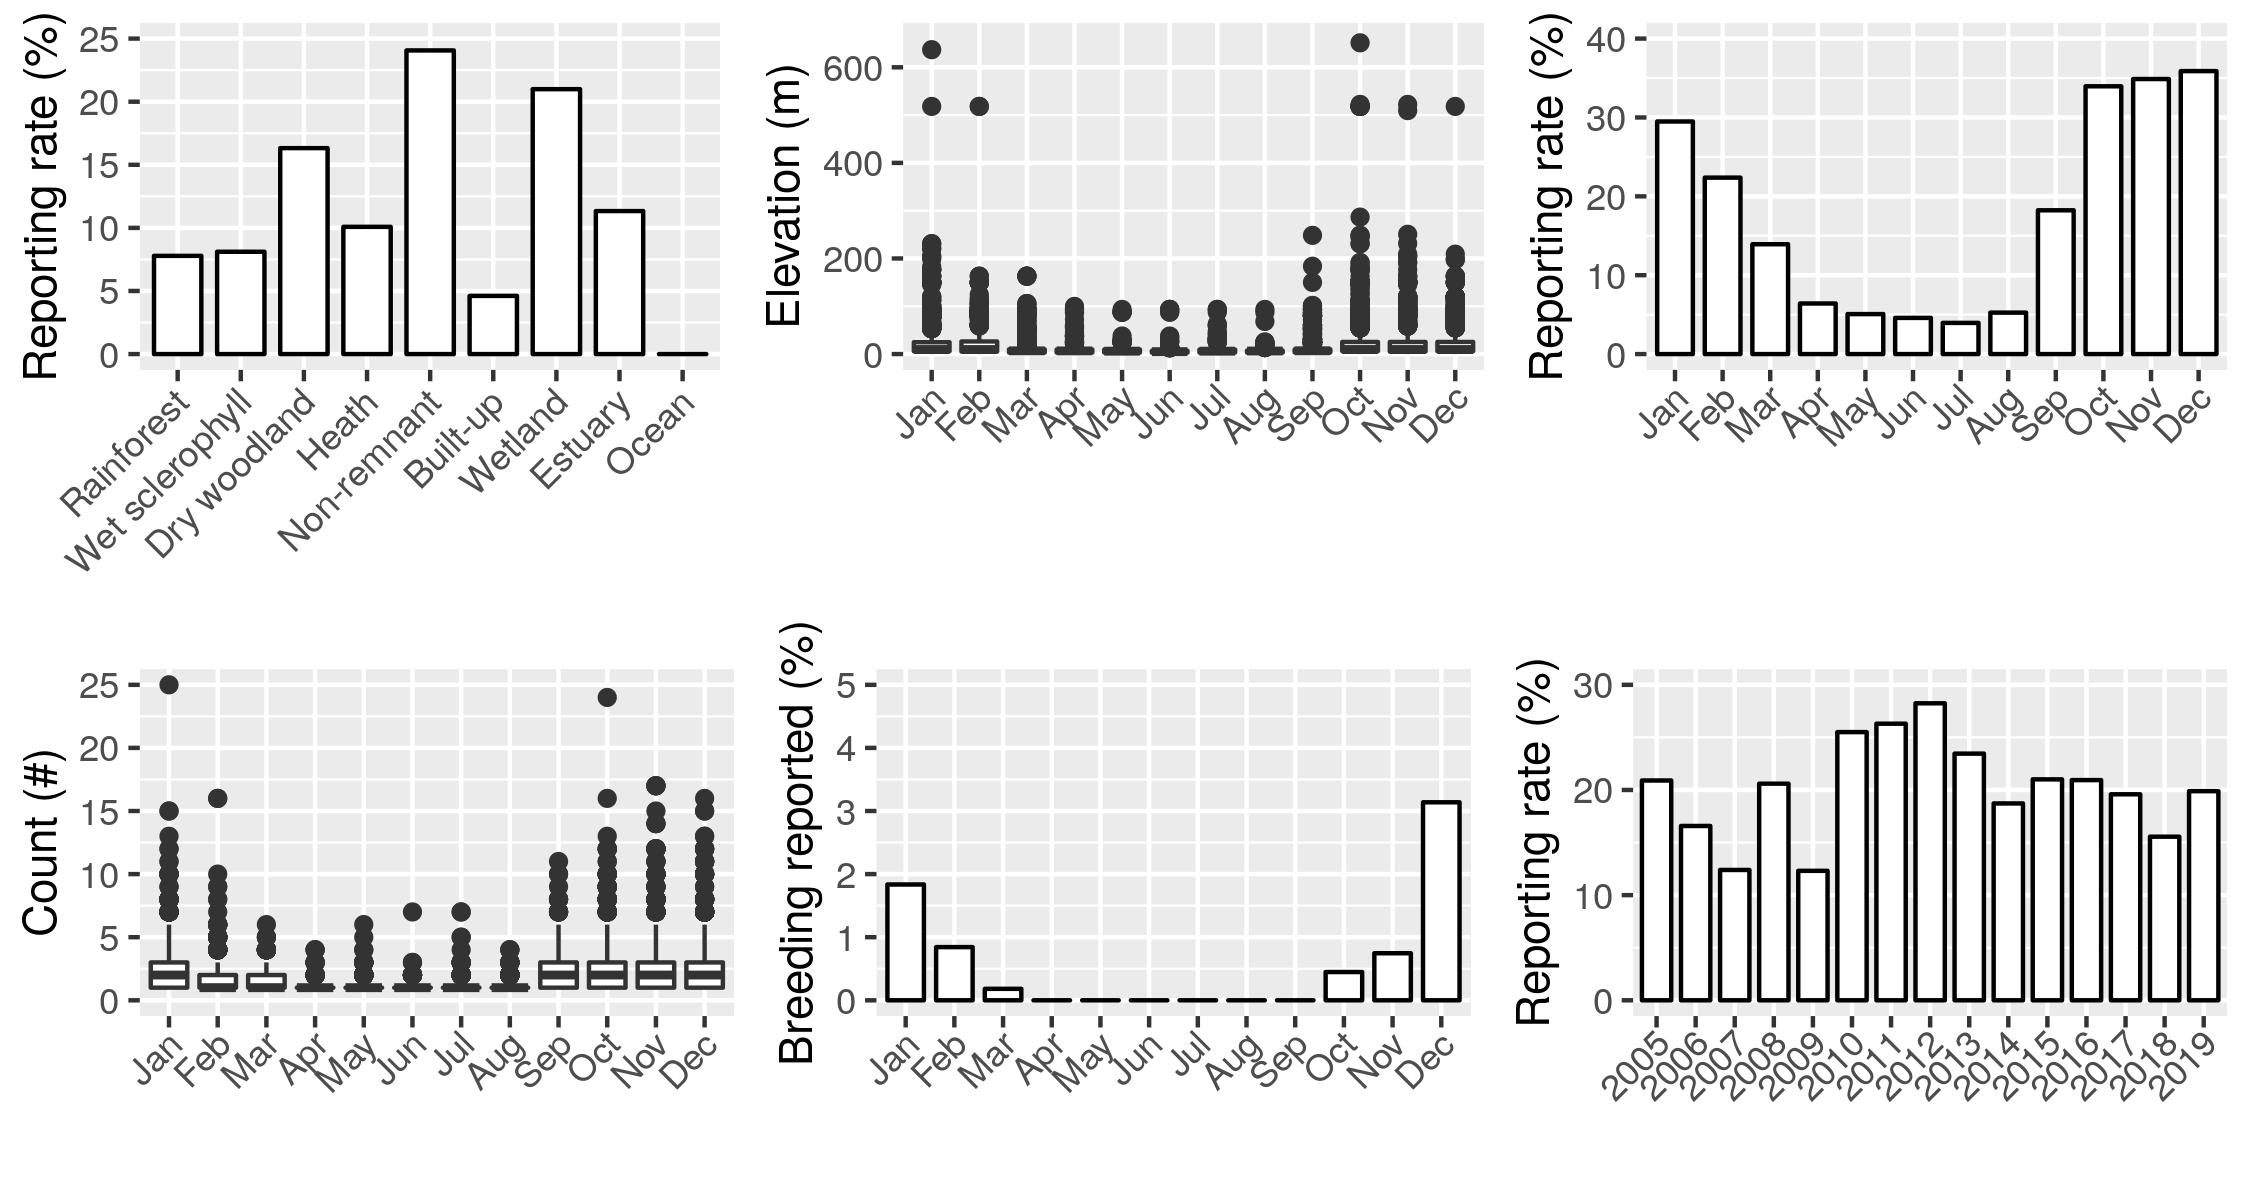 Reporting rate (%)
25
20
15
10
5
0
Rainforest
Wet sclerophyll
Dry woodland
Heath
Non-remnant
Built-up
Wetland
Estuary
Ocean
Elevation (m)
600
400
200
0
Jan
Feb
Mar
Apr
May
Jun
Jul
Aug
Sep
Oct
Nov
Dec
Reporting rate (%)
40
30
20
10
0
Jan
Feb
Mar
Apr
May
Jun
Jul
Aug
Sep
Oct
Nov
Dec
Count (#)
25
20
15
10
5
0
Jan
Feb
Mar
Apr
May
Jun
Jul
Aug
Sep
Oct
Nov
Dec
Breeding reported (%)
5
4
3
2
1
0
Jan
Feb
Mar
Apr
May
Jun
Jul
Aug
Sep
Oct
Nov
Dec
Reporting rate (%)
30
20
10
0
2005
2006
2007
2008
2009
2010
2011
2012
2013
2014
2015
2016
2017
2018
2019